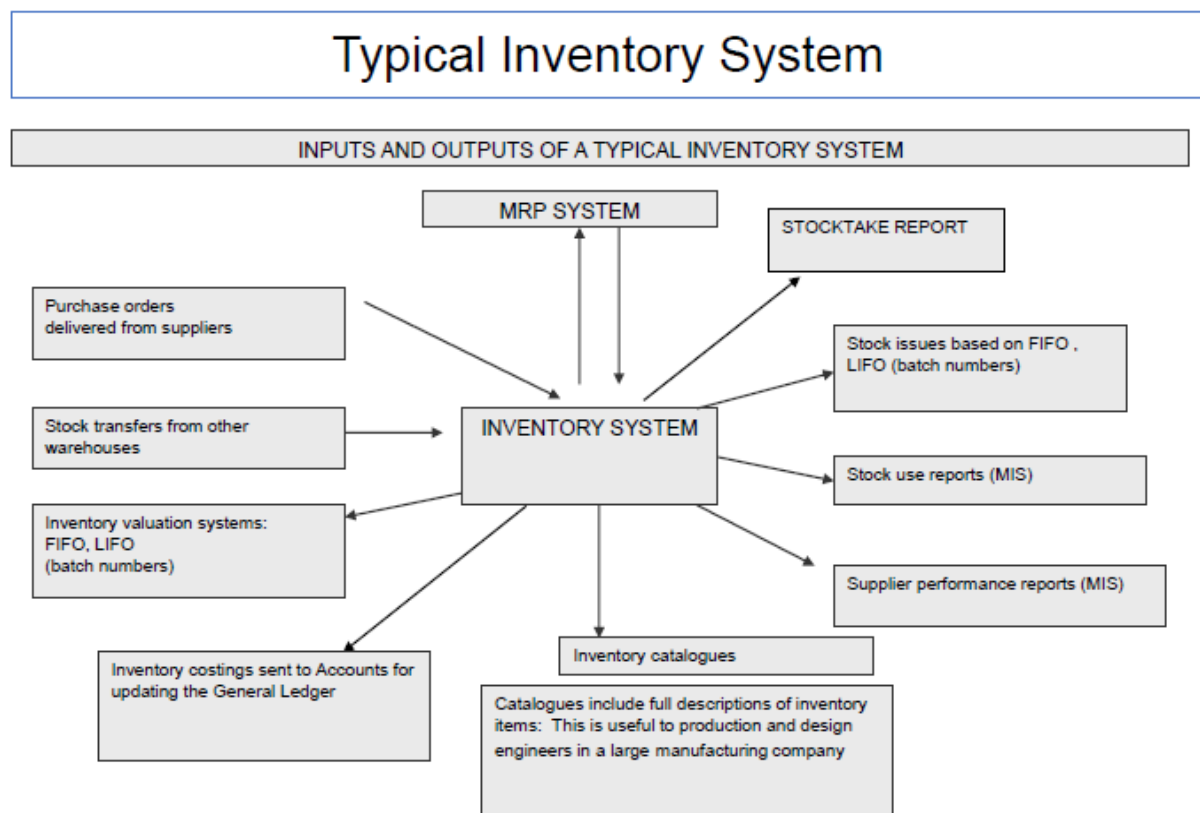 Typical Inventory System
INPUTS AND OUTPUTS OF A TYPICAL INVENTORY SYSTEM
MRP SYSTEM
STOCKTAKE REPORT
Purchase orders
delivered from suppliers
Stock issues based on FIFO ,
LIFO (batch numbers)
Stock transfers from other
warehouses
INVENTORY SYSTEM
Stock use reports (MIS)
Inventory valuation systems:
FIFO, LIFO
(batch numbers)
Supplier performance reports (MIS)
Inventory costings sent to Accounts for
updating the General Ledger
Inventory catalogues
Catalogues include full descriptions of inventory
items: This is useful to production and design
engineers in a large manufacturing company